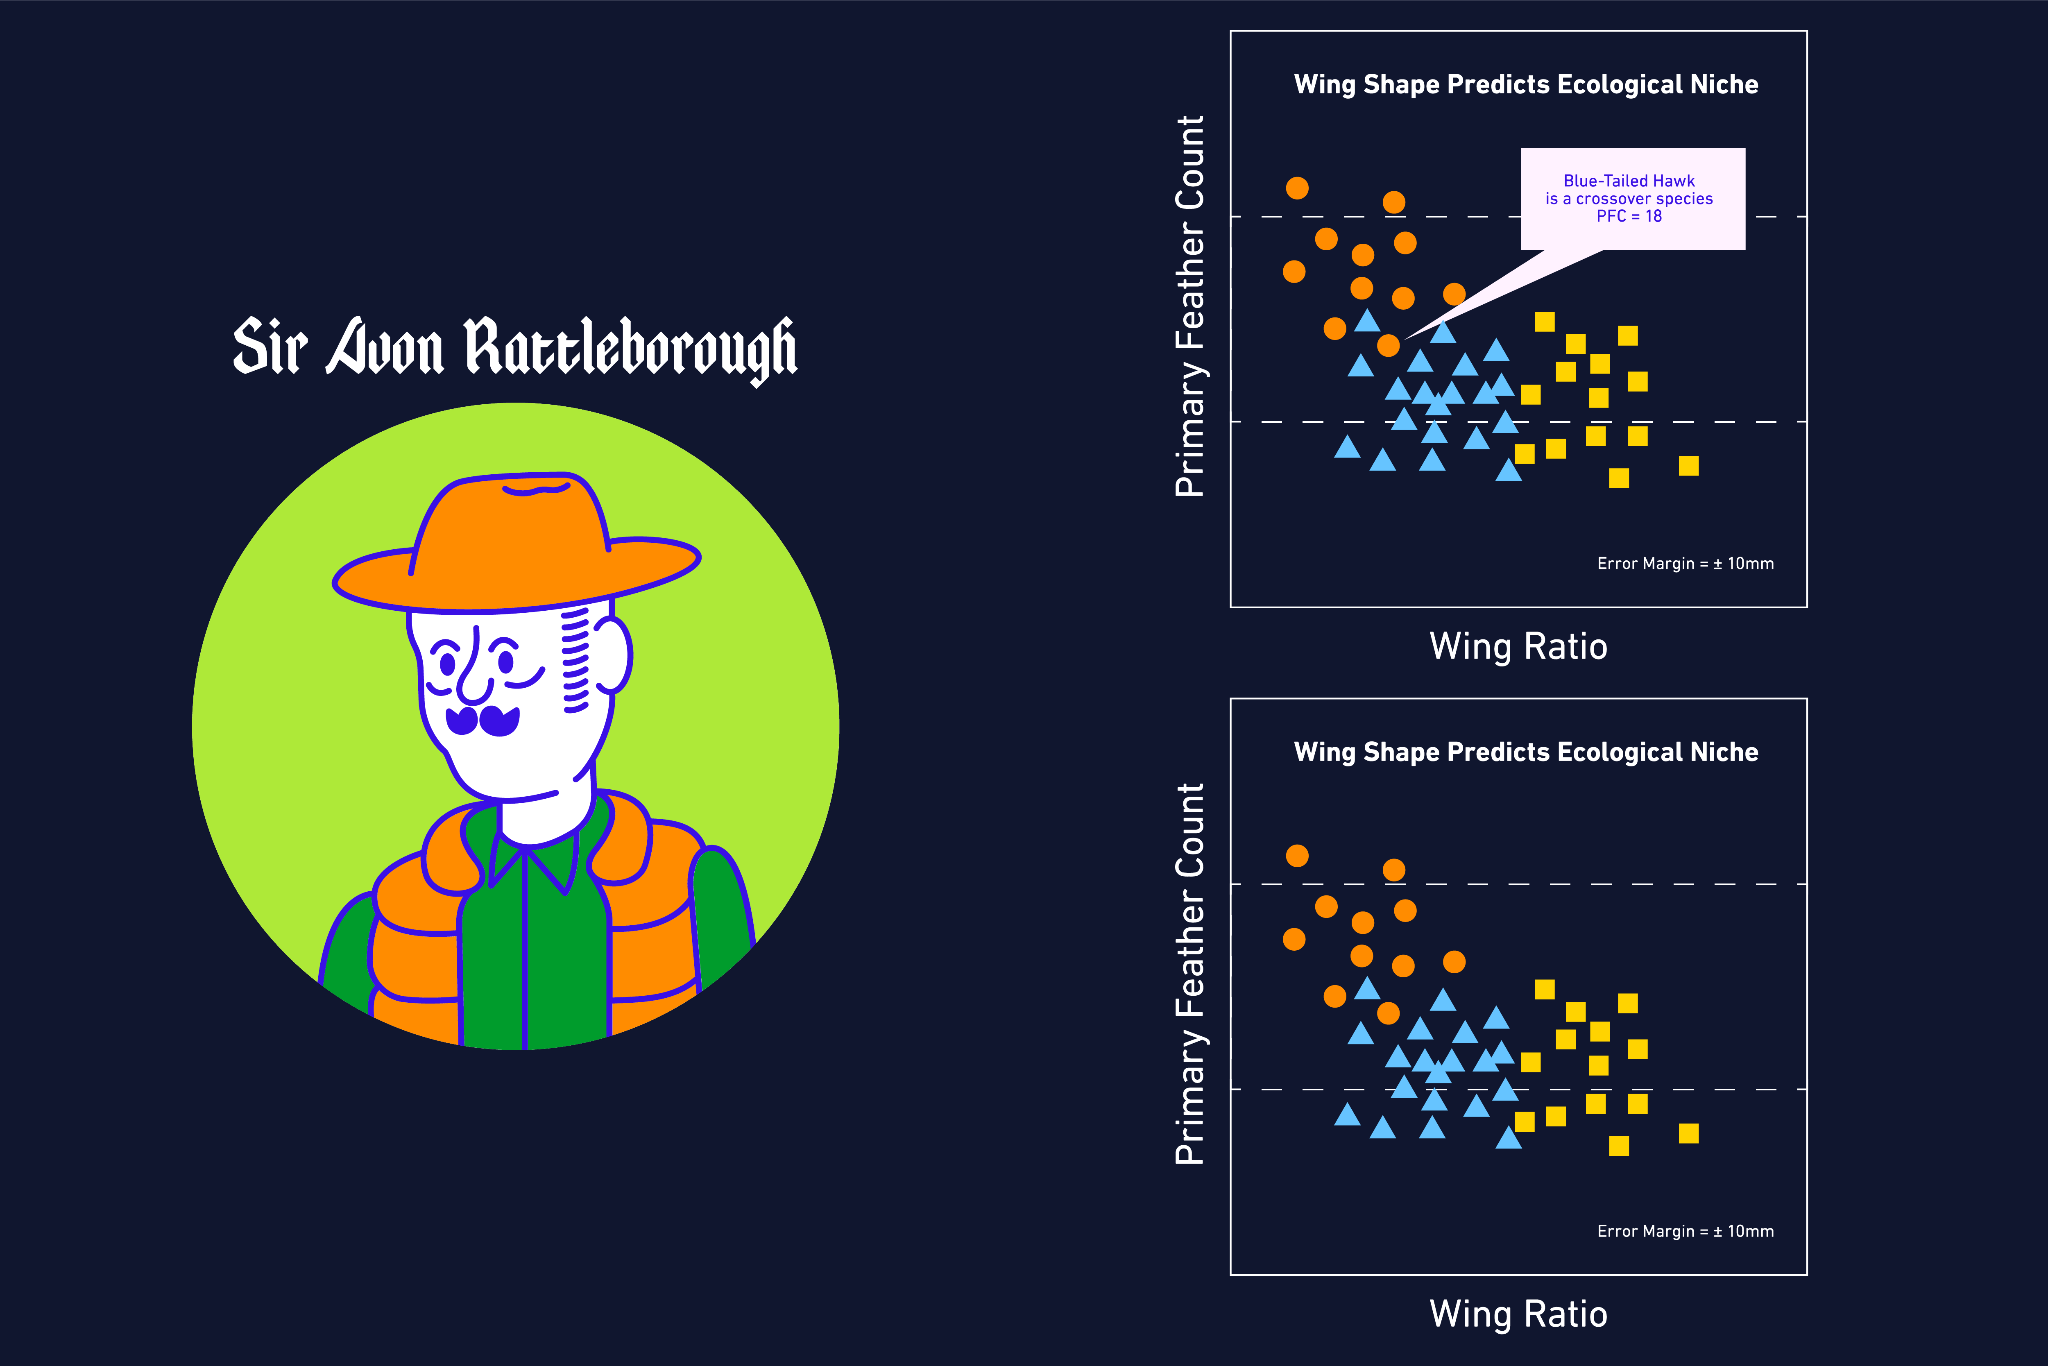 Sir Avon Rattleborough
Wing Shape Predicts Ecological Niche
Primary Feather Count
Blue-Tailed Hawk
is a crossover species
PFC = 18
Error Margin = ± 10mm
Wing Ratio
Wing Shape Predicts Ecological Niche
Primary Feather Count
Error Margin = ± 10mm
Wing Ratio